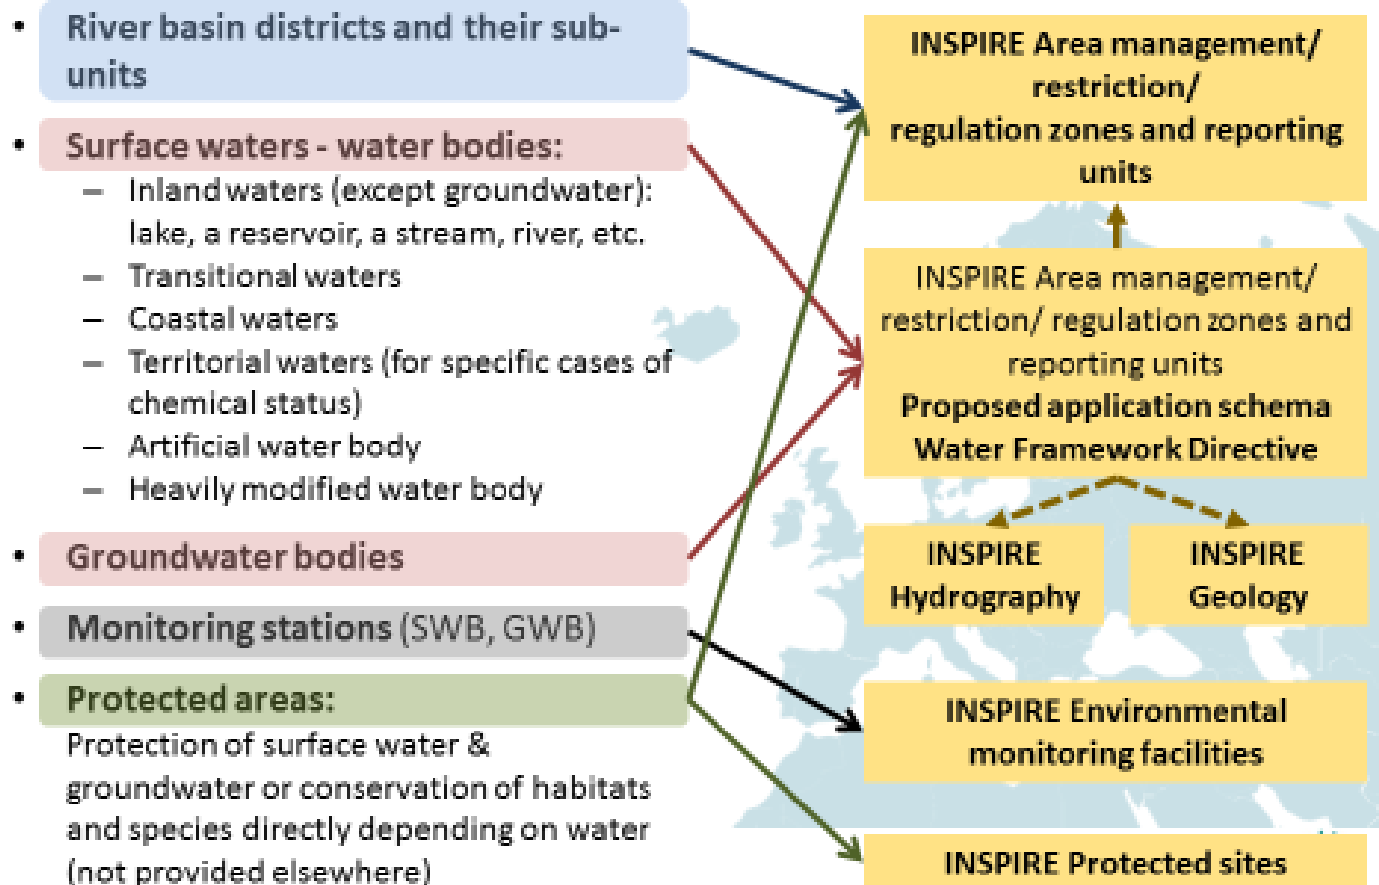 • River basin districts and their sub-
units
• Surface waters - water bodies:
– Inland waters (except groundwater):
lake, a reservoir, a stream, river, etc.
– Transitional waters
– Coastal waters
– Territorial waters (for specific cases of
chemical status)
– Artificial water body
– Heavily modified water body
• Groundwater bodies
• Monitoring stations (SWB, GWB)
• Protected areas:
Protection of surface water &
groundwater or conservation of habitats
and species directly depending on water
(not provided elsewhere)
INSPIRE Area management/
restriction/
regulation zones and reporting
units
INSPIRE Area management/
restriction/ regulation zones and
reporting units
Proposed application schema
Water Framework Directive
INSPIRE
Hydrography
INSPIRE
Geology
INSPIRE Environmental
monitoring facilities
INSPIRE Protected sites